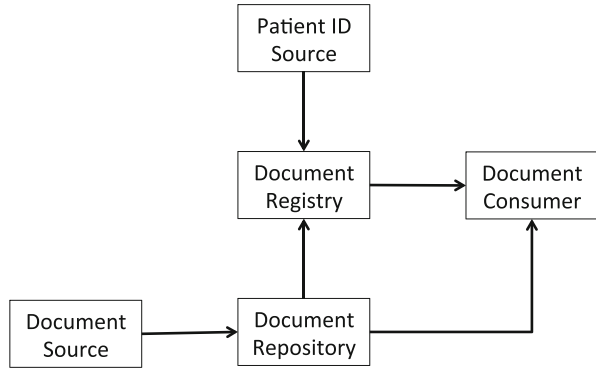 Patient ID
Source
Document
Registry
Document
Consumer
Document
Source
Document
Repository